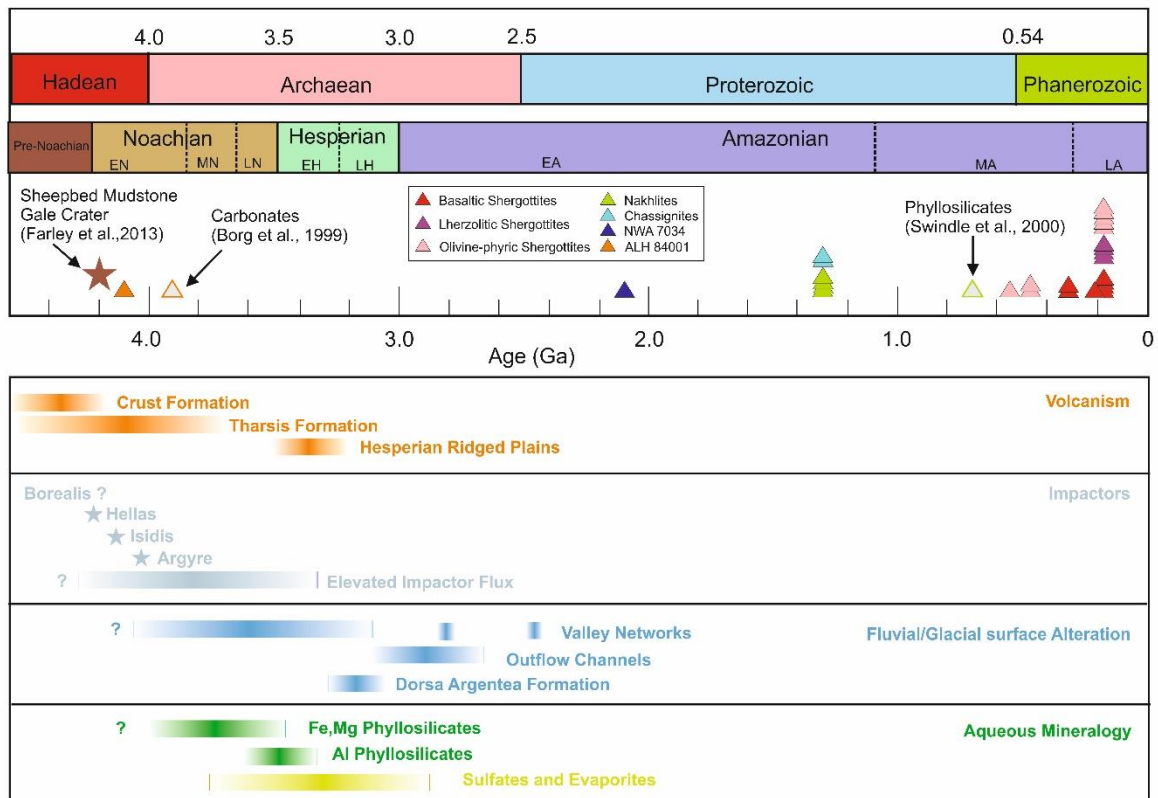 4.0 3.5 3.0 2.5 0.54
Hadean Archaean Proterozoic Phanerozoic
Pre-Noachian Noachian Hesperian Amazonian
EN MN LN EH LH EA MA LA
Sheepbed Mudstone
Gale Crater
(Farley et al.,2013)
Carbonates
(Borg et al., 1999)
Basaltic Shergottites
Lherzolitic Shergottites
Olivine-phyric Shergottites
Nakhlites
Chassignites
NWA 7034
ALH 84001
Phyllosilicates
(Swindle et al., 2000)
4.0 3.0 2.0 1.0 0
Age (Ga)
Crust Formation
Volcanism
Tharsis Formation
Hesperian Ridged Plains
Borealis ?
Impactors
Hellas
Isidis
Argyre
? Elevated Impactor Flux
? Valley Networks
Fluvial/Glacial surface Alteration
Outflow Channels
Dorsa Argentea Formation
? Fe,Mg Phyllosilicates
Aqueous Mineralogy
Al Phyllosilicates
Sulfates and Evaporites